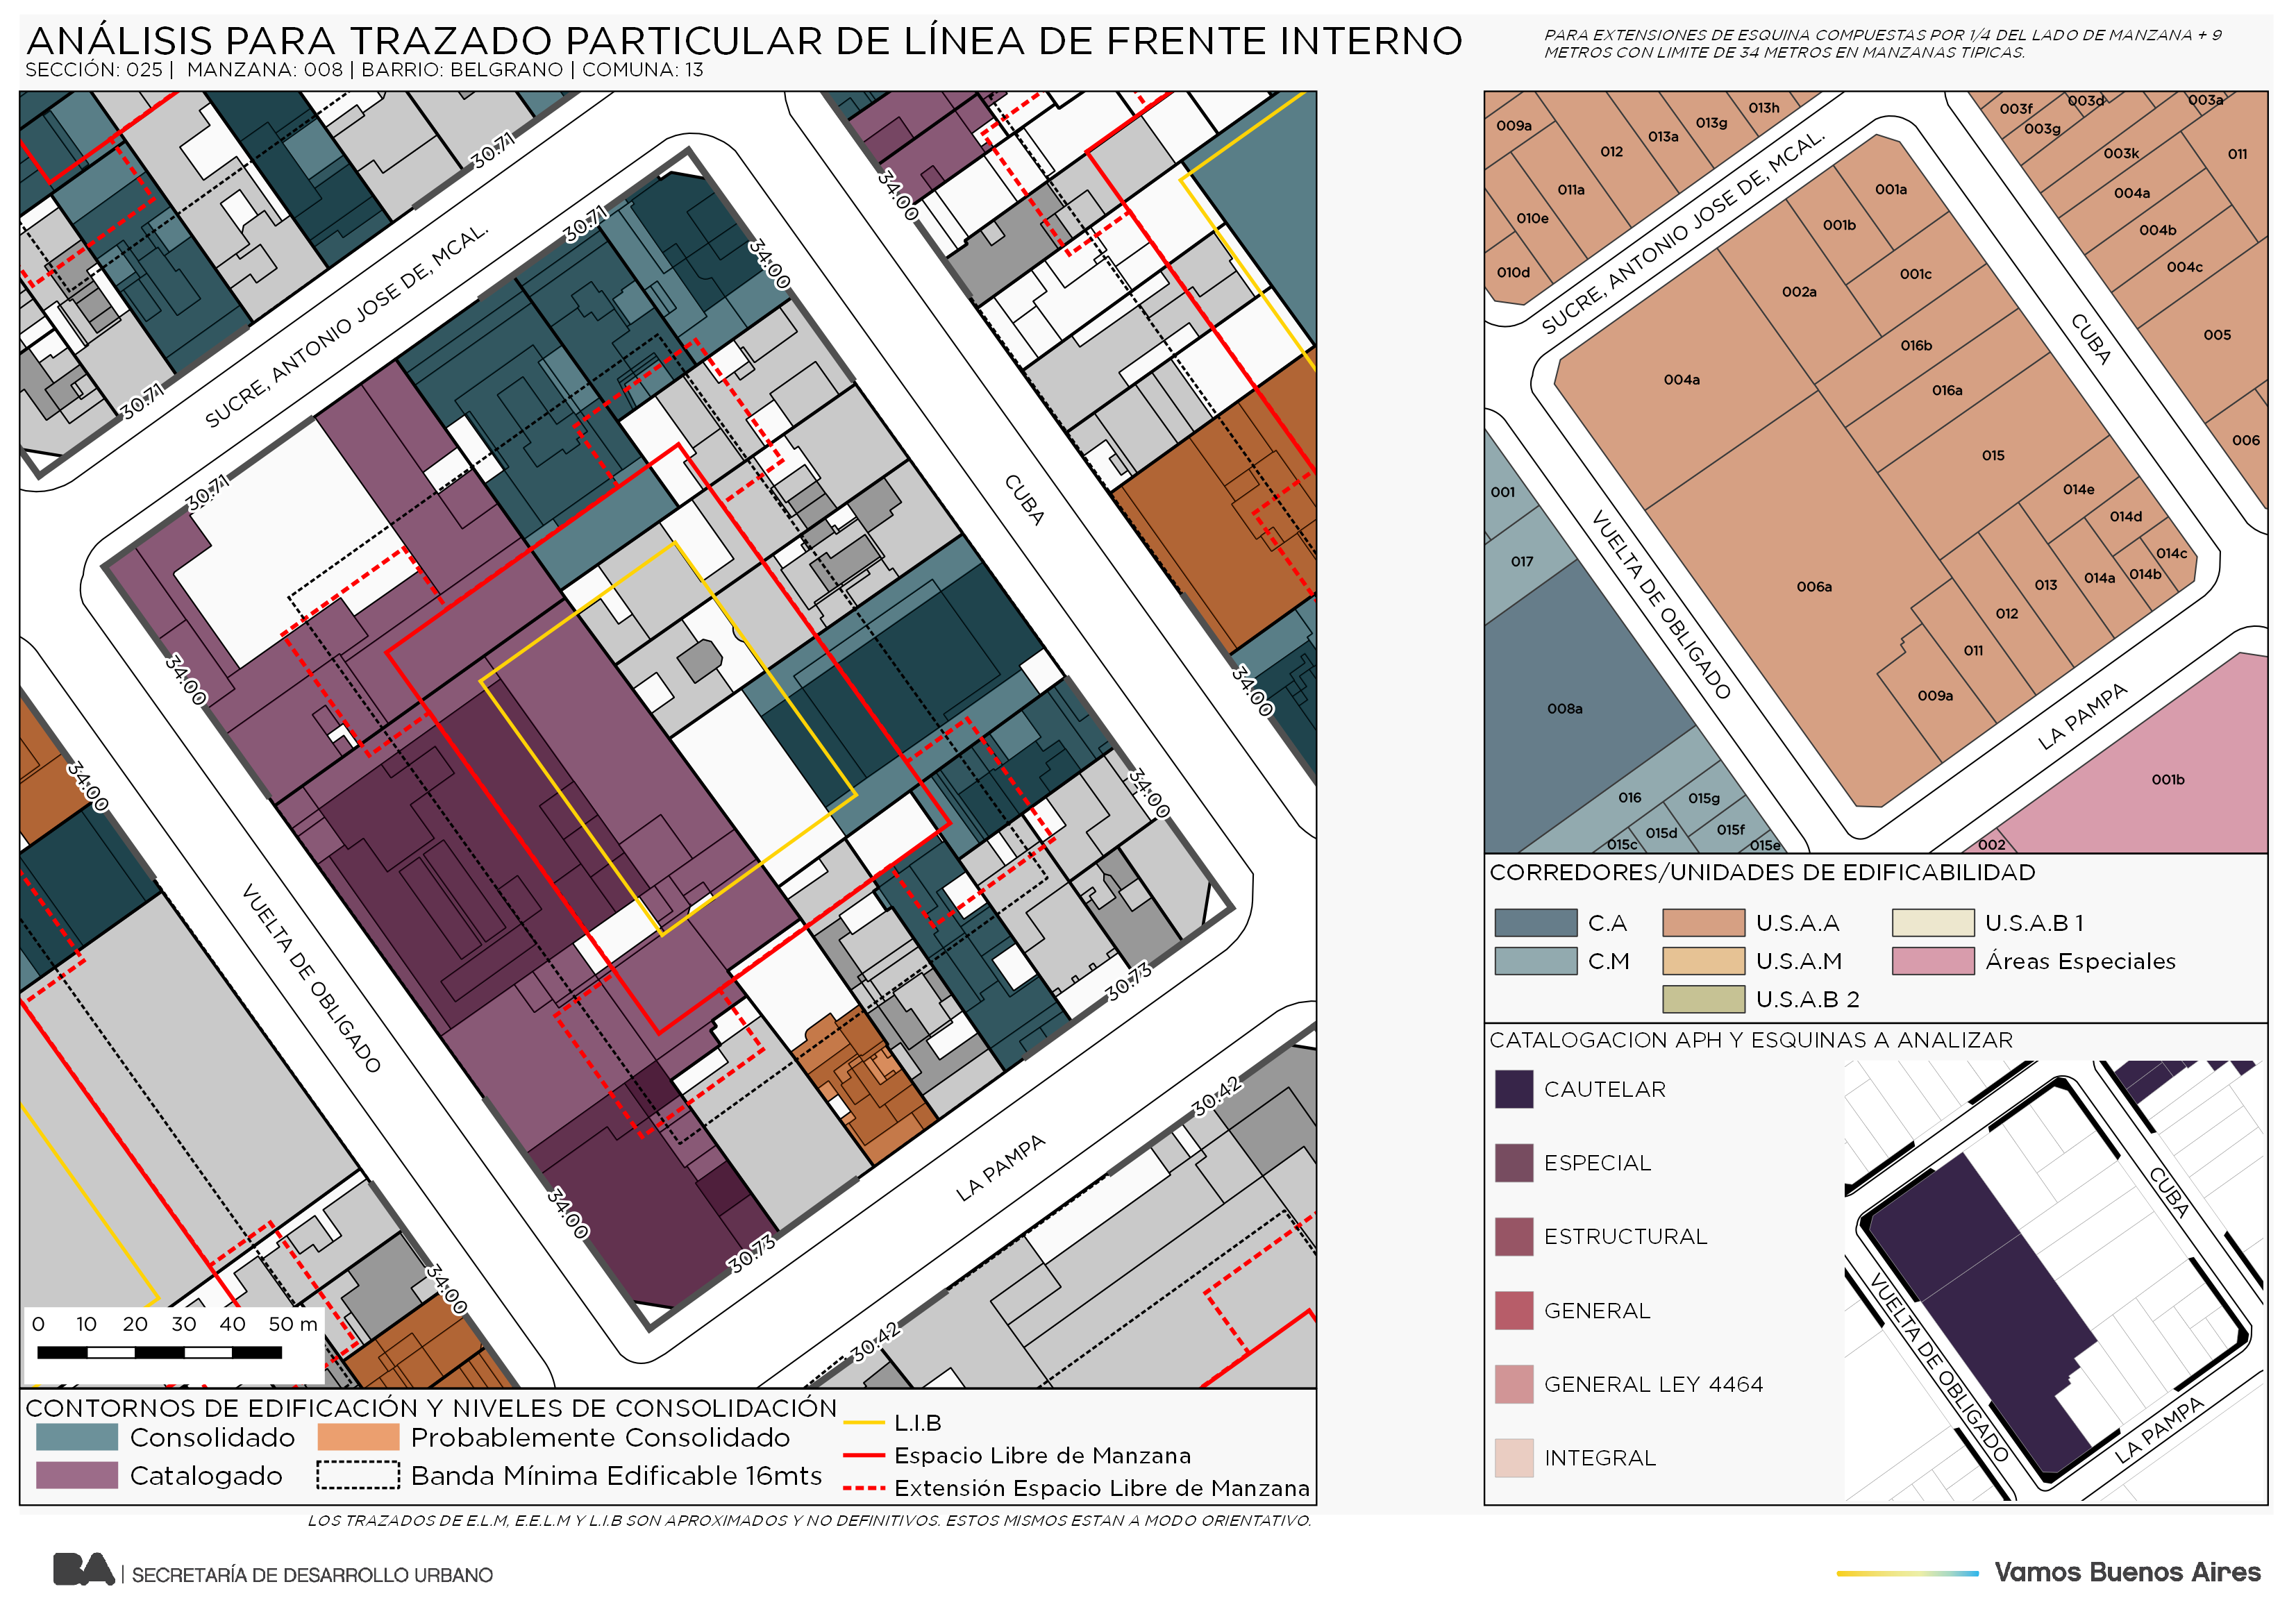 ANÁLISIS PARA TRAZADO PARTICULAR DE LÍNEA DE FRENTE INTERNO
SECCIÓN: 025 | MANZANA: 008 | BARRIO: BELGRANO | COMUNA: 13
PARA EXTENSIONES DE ESQUINA COMPUESTAS POR 1/4 DEL LADO DE MANZANA + 9
METROS CON LIMITE DE 34 METROS EN MANZANAS TIPICAS.
30.71
34.00
30.71
34.00
SUCRE, ANTONIO JOSE DE, MCAL.
30.71
30.71
CUBA
34.00
34.00
34.00
34.00
VUELTA DE OBLIGADO
30.73
30.42
LA PAMPA
34.00
30.73
34.00
30.42
0 10 20 30 40 50 m
CONTORNOS DE EDIFICACIÓN Y NIVELES DE CONSOLIDACIÓN
Consolidado
Probablemente Consolidado
Catalogado
Banda Mínima Edificable 16mts
L.I.B
Espacio Libre de Manzana
Extensión Espacio Libre de Manzana
LOS TRAZADOS DE E.L.M, E.E.L.M Y L.I.B SON APROXIMADOS Y NO DEFINITIVOS. ESTOS MISMOS ESTAN A MODO ORIENTATIVO.
009a
012
013a
013g
013h
003f
003d
003a
003g
003k
011
011a
010e
010d
001a
001b
001c
002a
004a
004b
004c
005
006
SUCRE, ANTONIO JOSE DE, MCAL.
CUBA
004a
016b
016a
015
014e
014d
014c
014b
014a
013
012
011
009a
006a
001
017
008a
VUELTA DE OBLIGADO
LA PAMPA
001b
002
016
015g
015f
015e
015d
015c
CORREDORES/UNIDADES DE EDIFICABILIDAD
C.A
U.S.A.A
U.S.A.B 1
C.M
U.S.A.M
Áreas Especiales
U.S.A.B 2
CATALOGACION APH Y ESQUINAS A ANALIZAR
CAUTELAR
ESPECIAL
ESTRUCTURAL
GENERAL
GENERAL LEY 4464
INTEGRAL
CUBA
VUELTA DE OBLIGADO
LA PAMPA
BA | SECRETARÍA DE DESARROLLO URBANO
Vamos Buenos Aires